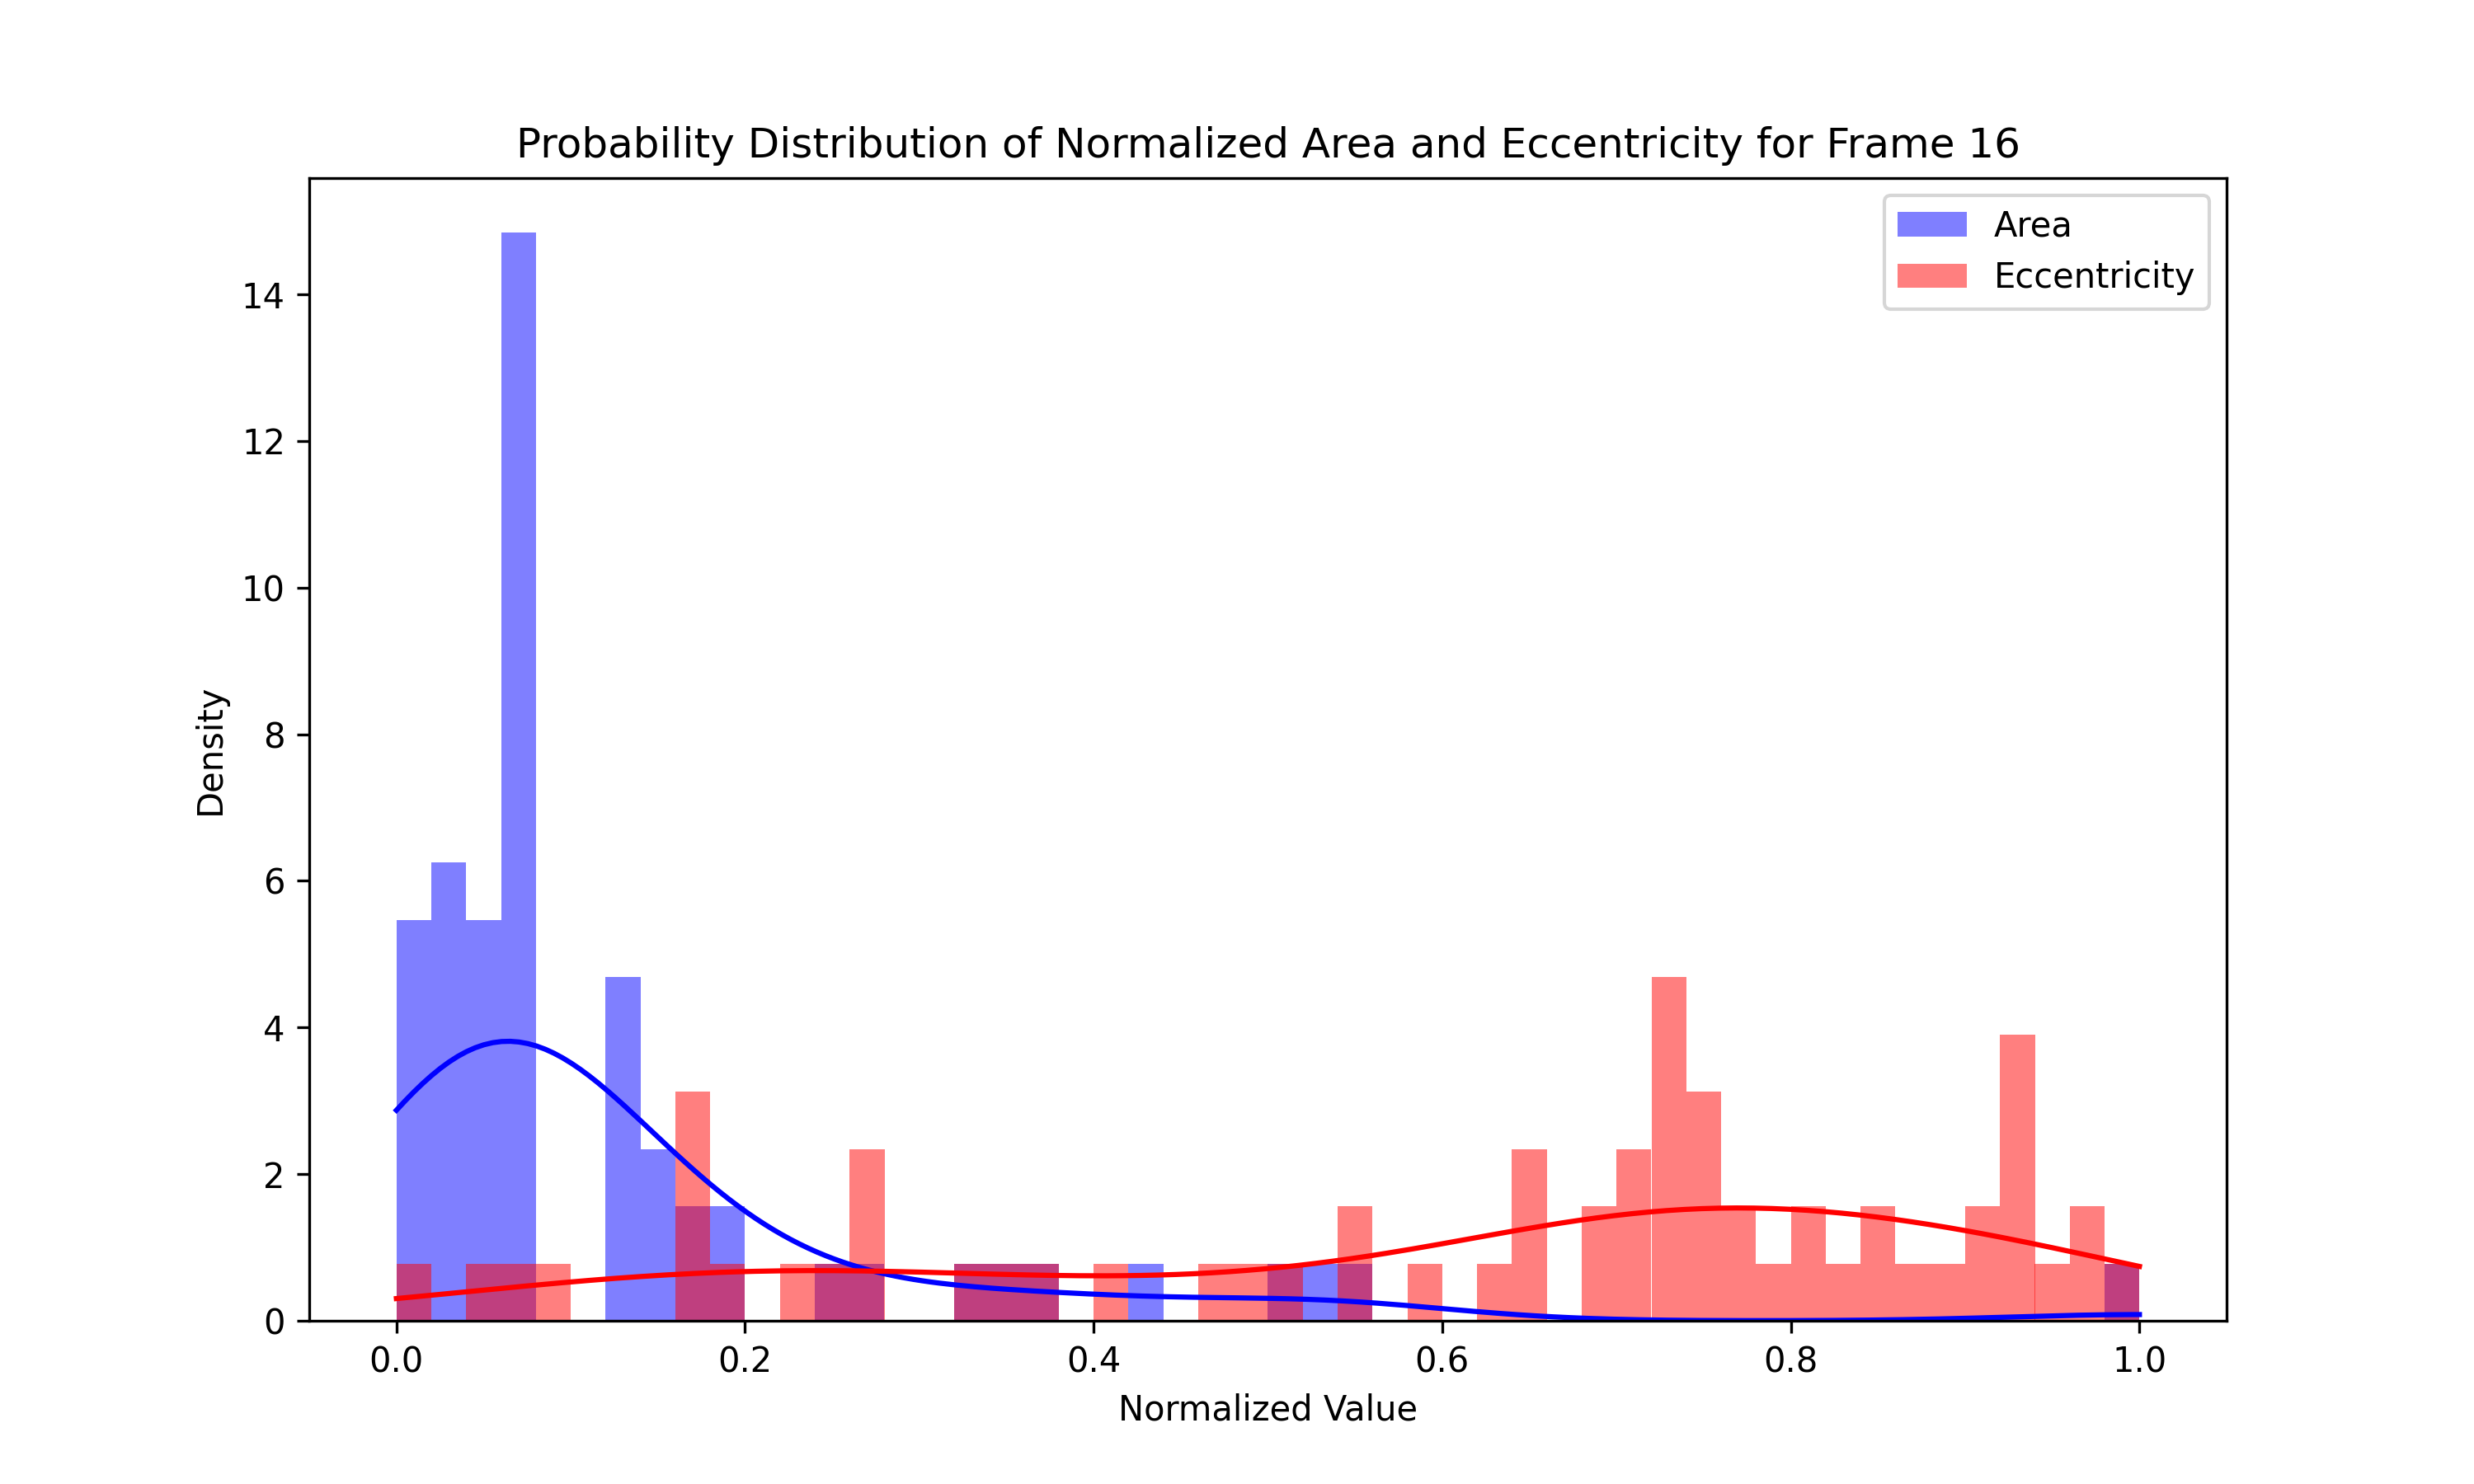 Probability Distribution of Normalized Area and Eccentricity for Frame 16
Area
Eccentricity
14
12
10
8
6
4
2
0
Density
0.0 0.2 0.4 0.6 0.8 1.0
Normalized Value